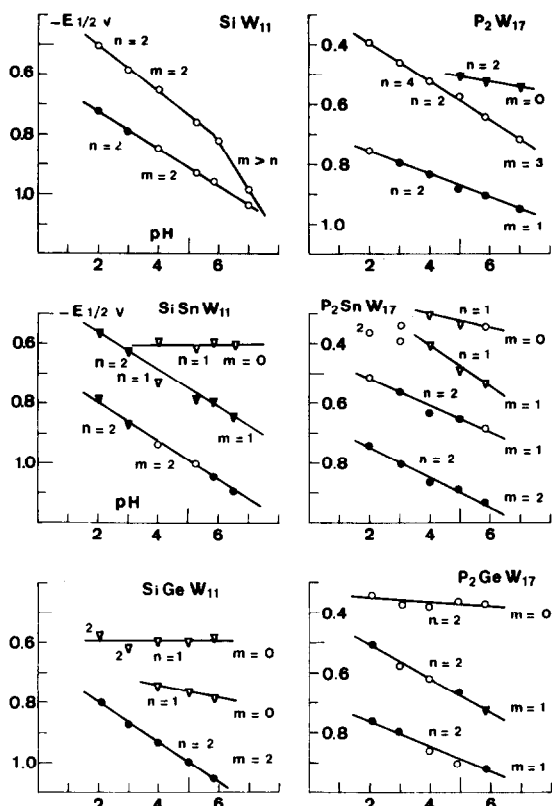 −E 1/2 V
Si W11
n = 2
m = 2
0.6
0.8
1.0
n = 2
m = 2
m > n
pH
2 4 6 8
P2 W17
0.4
0.6
0.8
1.0
n = 2
m = 0
n = 4
n = 2
m = 3
n = 2
m = 1
2 4 6 8
−E 1/2 V
Si Sn W11
0.6
0.8
1.0
n = 2
n = 1
n = 1
m = 0
n = 2
m = 1
m = 2
pH
2 4 6 8
P2 Sn W17
0.4
0.6
0.8
2
n = 1
m = 0
n = 1
m = 1
n = 2
m = 1
n = 2
m = 2
2 4 6 8
Si Ge W11
0.6
0.8
1.0
2
2
n = 1
m = 0
n = 1
m = 0
n = 2
m = 2
2 4 6 8
P2 Ge W17
0.4
0.6
0.8
n = 2
m = 0
n = 2
m = 1
n = 2
m = 1
2 4 6 8